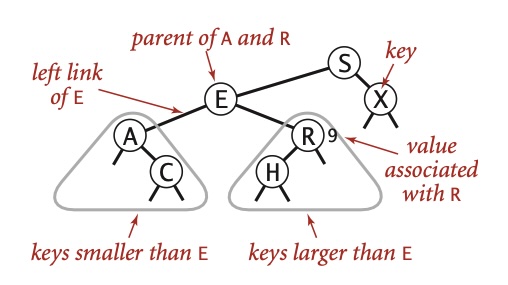 parent of A and R
S
key
left link
of E
E
X
A
R 9
value
associated
with R
C
H
keys smaller than E
keys larger than E